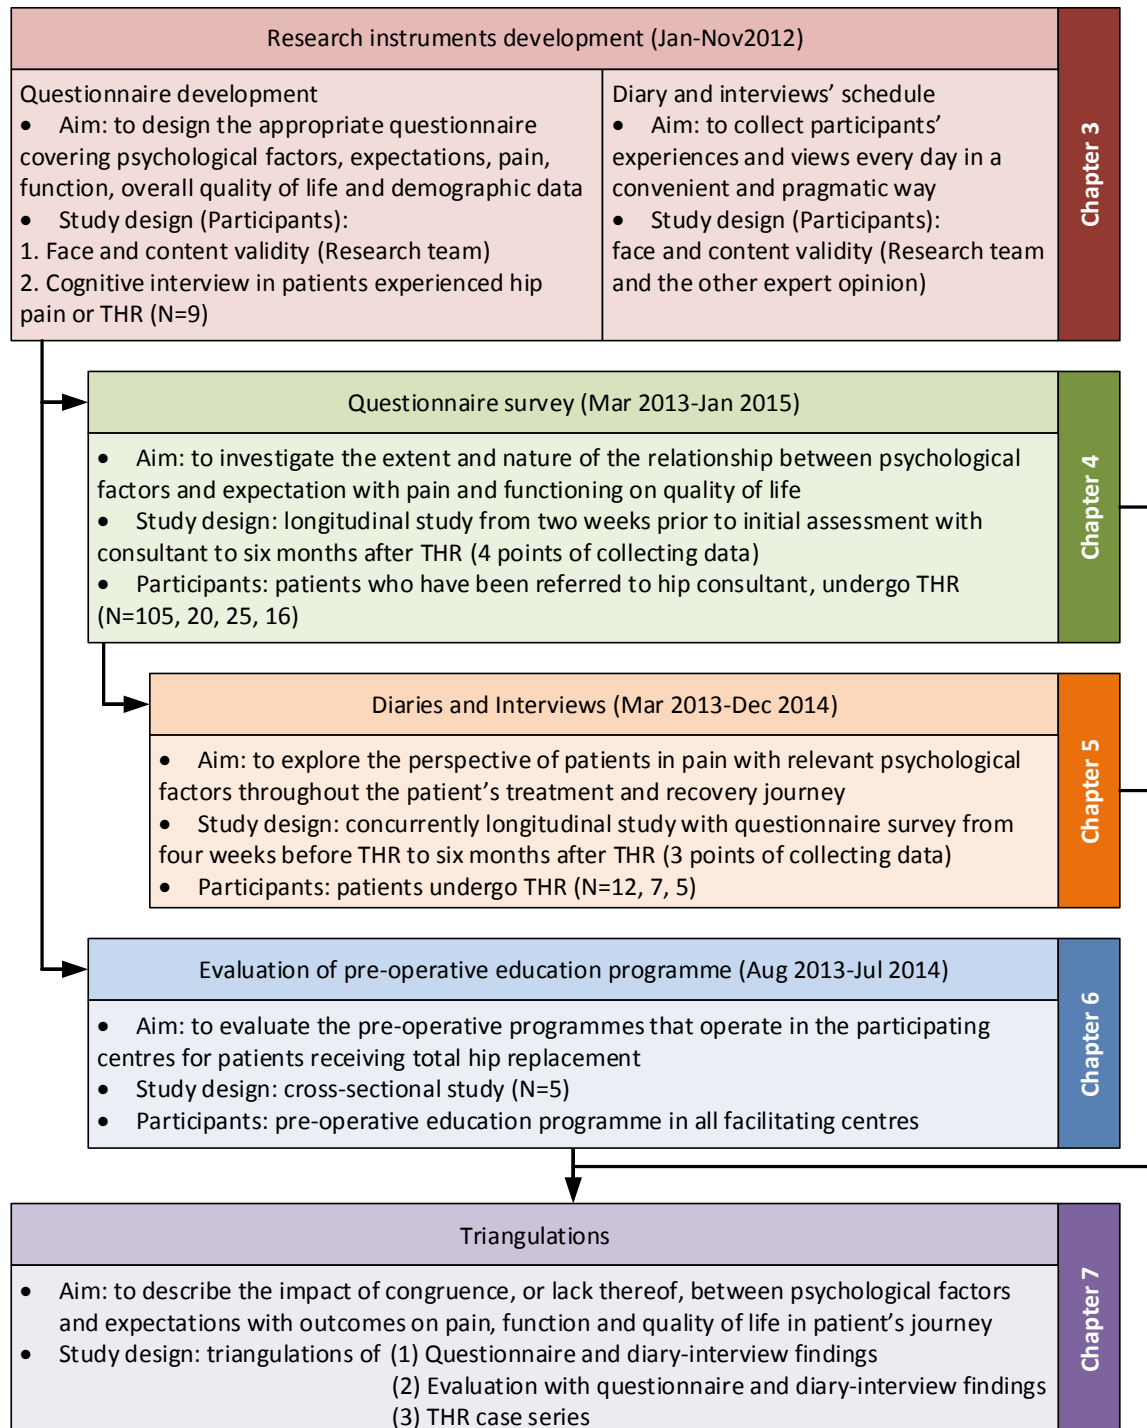 Research instruments development (Jan-Nov2012)
Questionnaire development
• Aim: to design the appropriate questionnaire
covering psychological factors, expectations, pain,
function, overall quality of life and demographic data
• Study design (Participants):
1. Face and content validity (Research team)
2. Cognitive interview in patients experienced hip
pain or THR (N=9)
Diary and interviews’ schedule
• Aim: to collect participants’
experiences and views every day in a
convenient and pragmatic way
• Study design (Participants):
face and content validity (Research team
and the other expert opinion)
Chapter 3
Questionnaire survey (Mar 2013-Jan 2015)
• Aim: to investigate the extent and nature of the relationship between psychological
factors and expectation with pain and functioning on quality of life
• Study design: longitudinal study from two weeks prior to initial assessment with
consultant to six months after THR (4 points of collecting data)
• Participants: patients who have been referred to hip consultant, undergo THR
(N=105, 20, 25, 16)
Chapter 4
Diaries and Interviews (Mar 2013-Dec 2014)
• Aim: to explore the perspective of patients in pain with relevant psychological
factors throughout the patient’s treatment and recovery journey
• Study design: concurrently longitudinal study with questionnaire survey from
four weeks before THR to six months after THR (3 points of collecting data)
• Participants: patients undergo THR (N=12, 7, 5)
Chapter 5
Evaluation of pre-operative education programme (Aug 2013-Jul 2014)
• Aim: to evaluate the pre-operative programmes that operate in the participating
centres for patients receiving total hip replacement
• Study design: cross-sectional study (N=5)
• Participants: pre-operative education programme in all facilitating centres
Chapter 6
Triangulations
• Aim: to describe the impact of congruence, or lack thereof, between psychological factors
and expectations with outcomes on pain, function and quality of life in patient’s journey
• Study design: triangulations of (1) Questionnaire and diary-interview findings
(2) Evaluation with questionnaire and diary-interview findings
(3) THR case series
Chapter 7